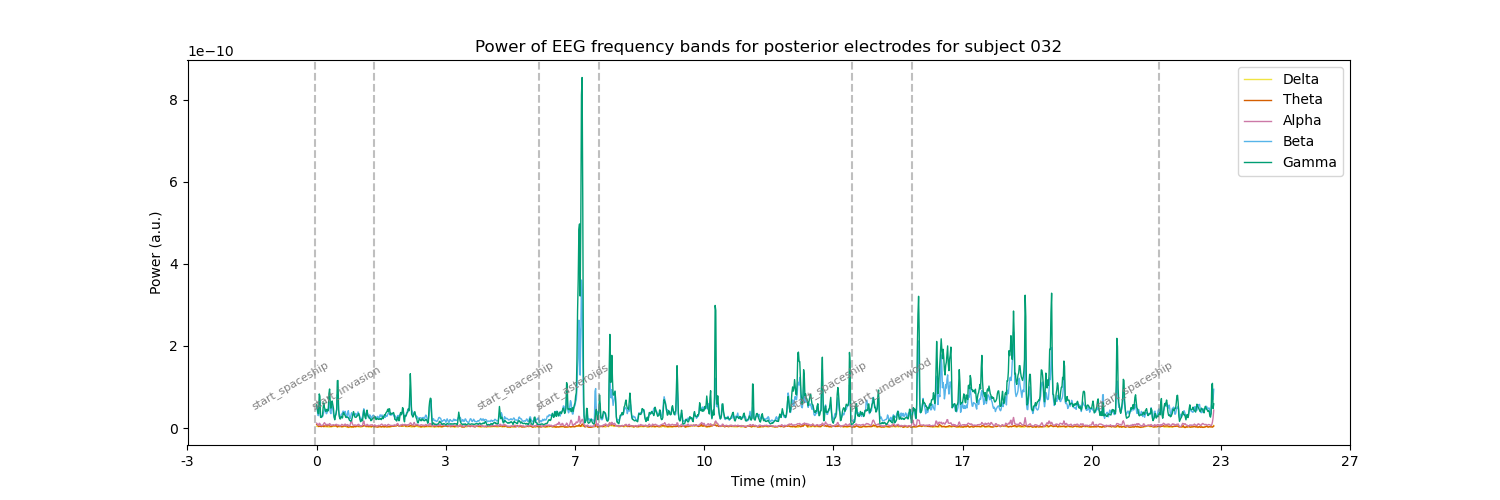 Power of EEG frequency bands for posterior electrodes for subject 032
1e−10
Delta
Theta
Alpha
Beta
Gamma
8
6
4
2
0
Power (a.u.)
start_spaceship
start_invasion
start_spaceship
start_asteroids
start_spaceship
start_underwood
start_spaceship
-3
0
3
7
10
13
17
20
23
27
Time (min)